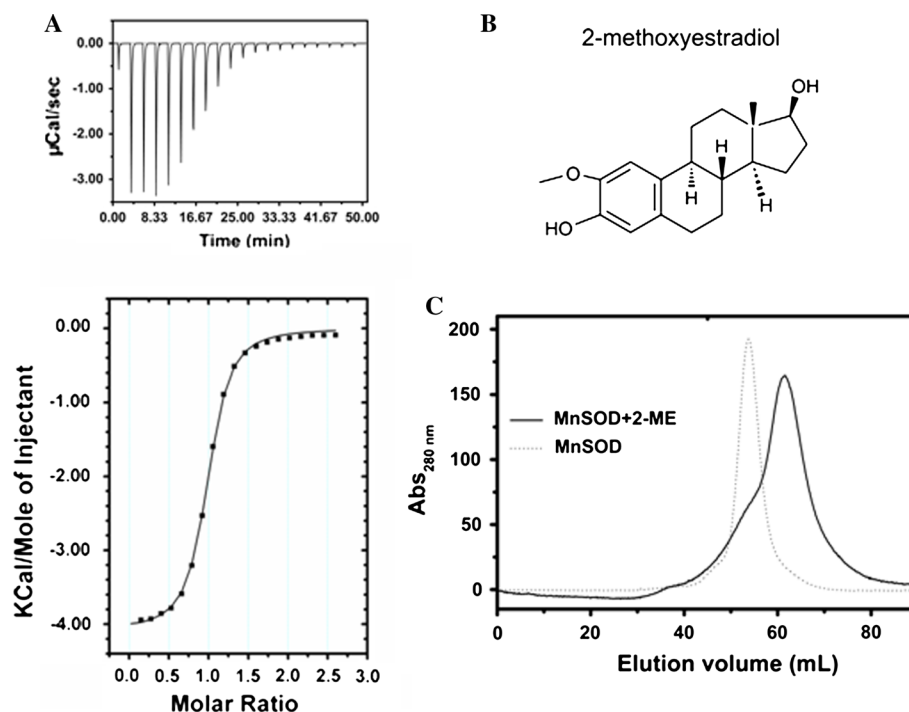 A
0.00
-1.00
-2.00
-3.00
µCal/sec
0.00 8.33 16.67 25.00 33.33 41.67 50.00
Time (min)
0.00
-1.00
-2.00
-3.00
-4.00
KCal/Mole of Injectant
0.0 0.5 1.0 1.5 2.0 2.5 3.0
Molar Ratio
B
2-methoxyestradiol
OH
H
H
H
O
HO
C
200
150
100
50
0
Abs280 nm
MnSOD+2-ME
MnSOD
0 20 40 60 80
Elution volume (mL)